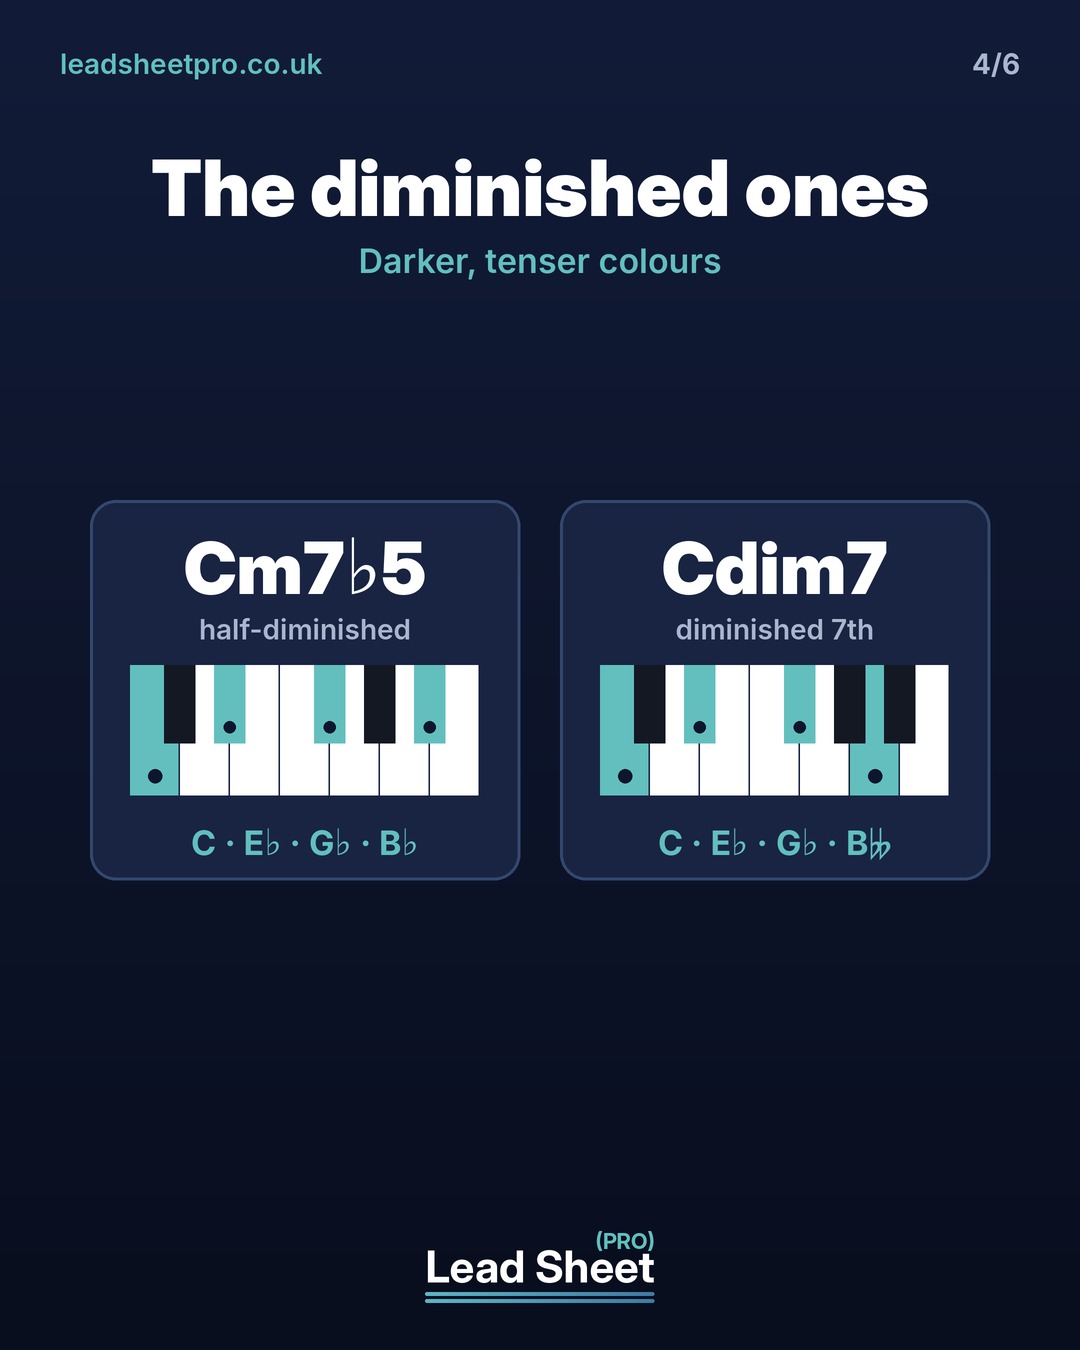 leadsheetpro.co.uk
4/6
The diminished ones
Darker, tenser colours
Cm7♭5
half-diminished
C · E♭ · G♭ · B♭
Cdim7
diminished 7th
C · E♭ · G♭ · B𝄫
(PRO)
Lead Sheet